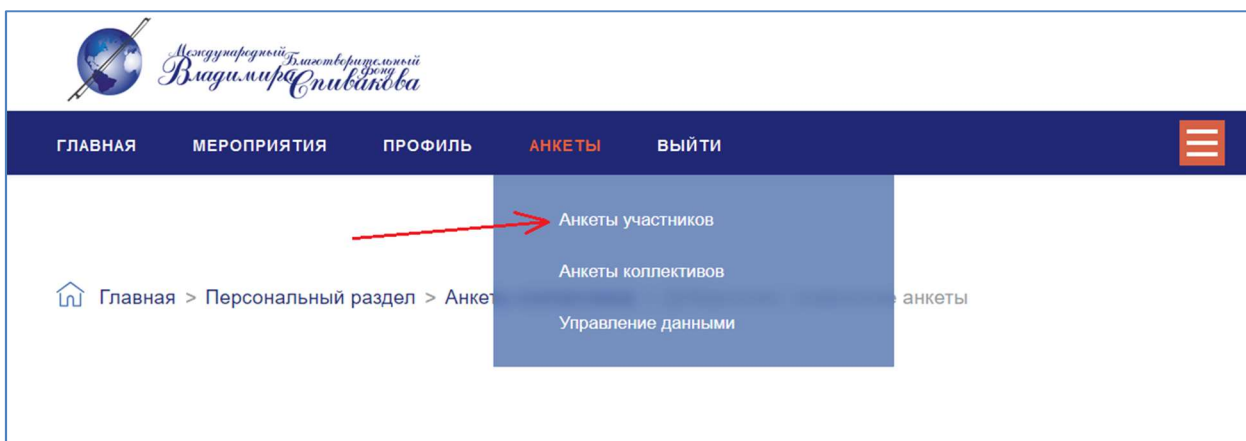 Международный Благотворительный
фонд
Владимира Спивакова
ГЛАВНАЯ МЕРОПРИЯТИЯ ПРОФИЛЬ АНКЕТЫ ВЫЙТИ
Анкеты участников
Анкеты коллективов
Главная > Персональный раздел > анкеты
Управление данными